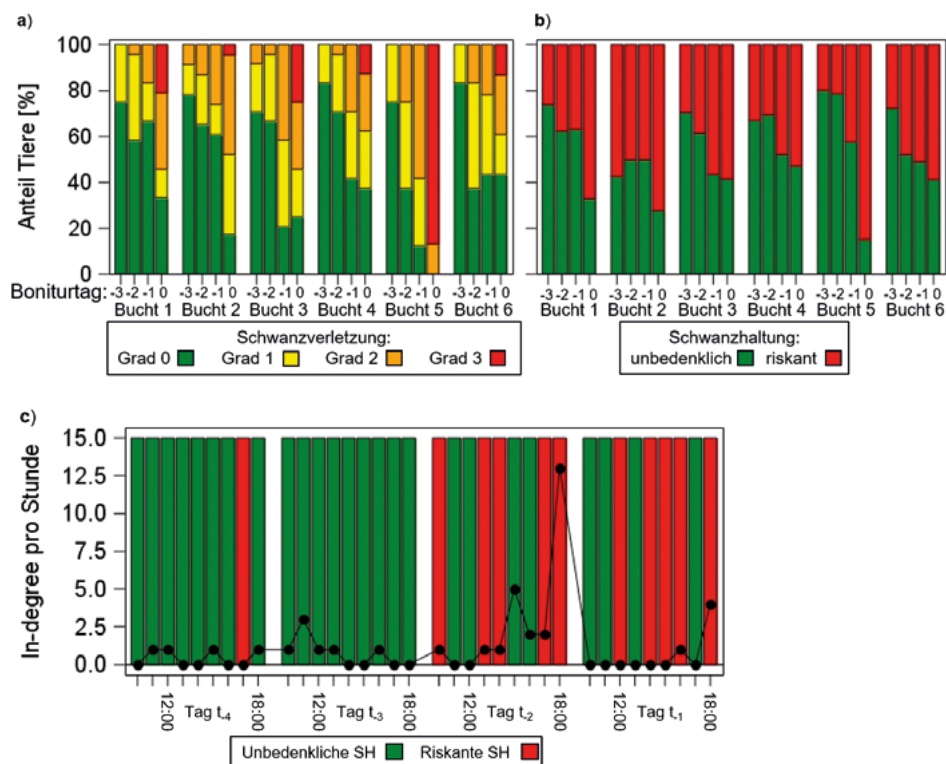 a)
b)
Anteil Tiere [%]
100
80
60
40
20
0
Boniturtag:
-3 -2 -1 0 -3 -2 -1 0 -3 -2 -1 0 -3 -2 -1 0 -3 -2 -1 0 -3 -2 -1 0
Bucht 1 Bucht 2 Bucht 3 Bucht 4 Bucht 5 Bucht 6
Schwanzverletzung:
Grad 0 Grad 1 Grad 2 Grad 3
100
80
60
40
20
0
-3 -2 -1 0 -3 -2 -1 0 -3 -2 -1 0 -3 -2 -1 0 -3 -2 -1 0 -3 -2 -1 0
Bucht 1 Bucht 2 Bucht 3 Bucht 4 Bucht 5 Bucht 6
Schwanzhaltung:
unbedenklich riskant
c)
In-degree pro Stunde
15.0
12.5
10.0
7.5
5.0
2.5
0.0
12:00 Tag t-4 18:00 12:00 Tag t-3 18:00 12:00 Tag t-2 18:00 12:00 Tag t-1 18:00
Unbedenkliche SH Riskante SH